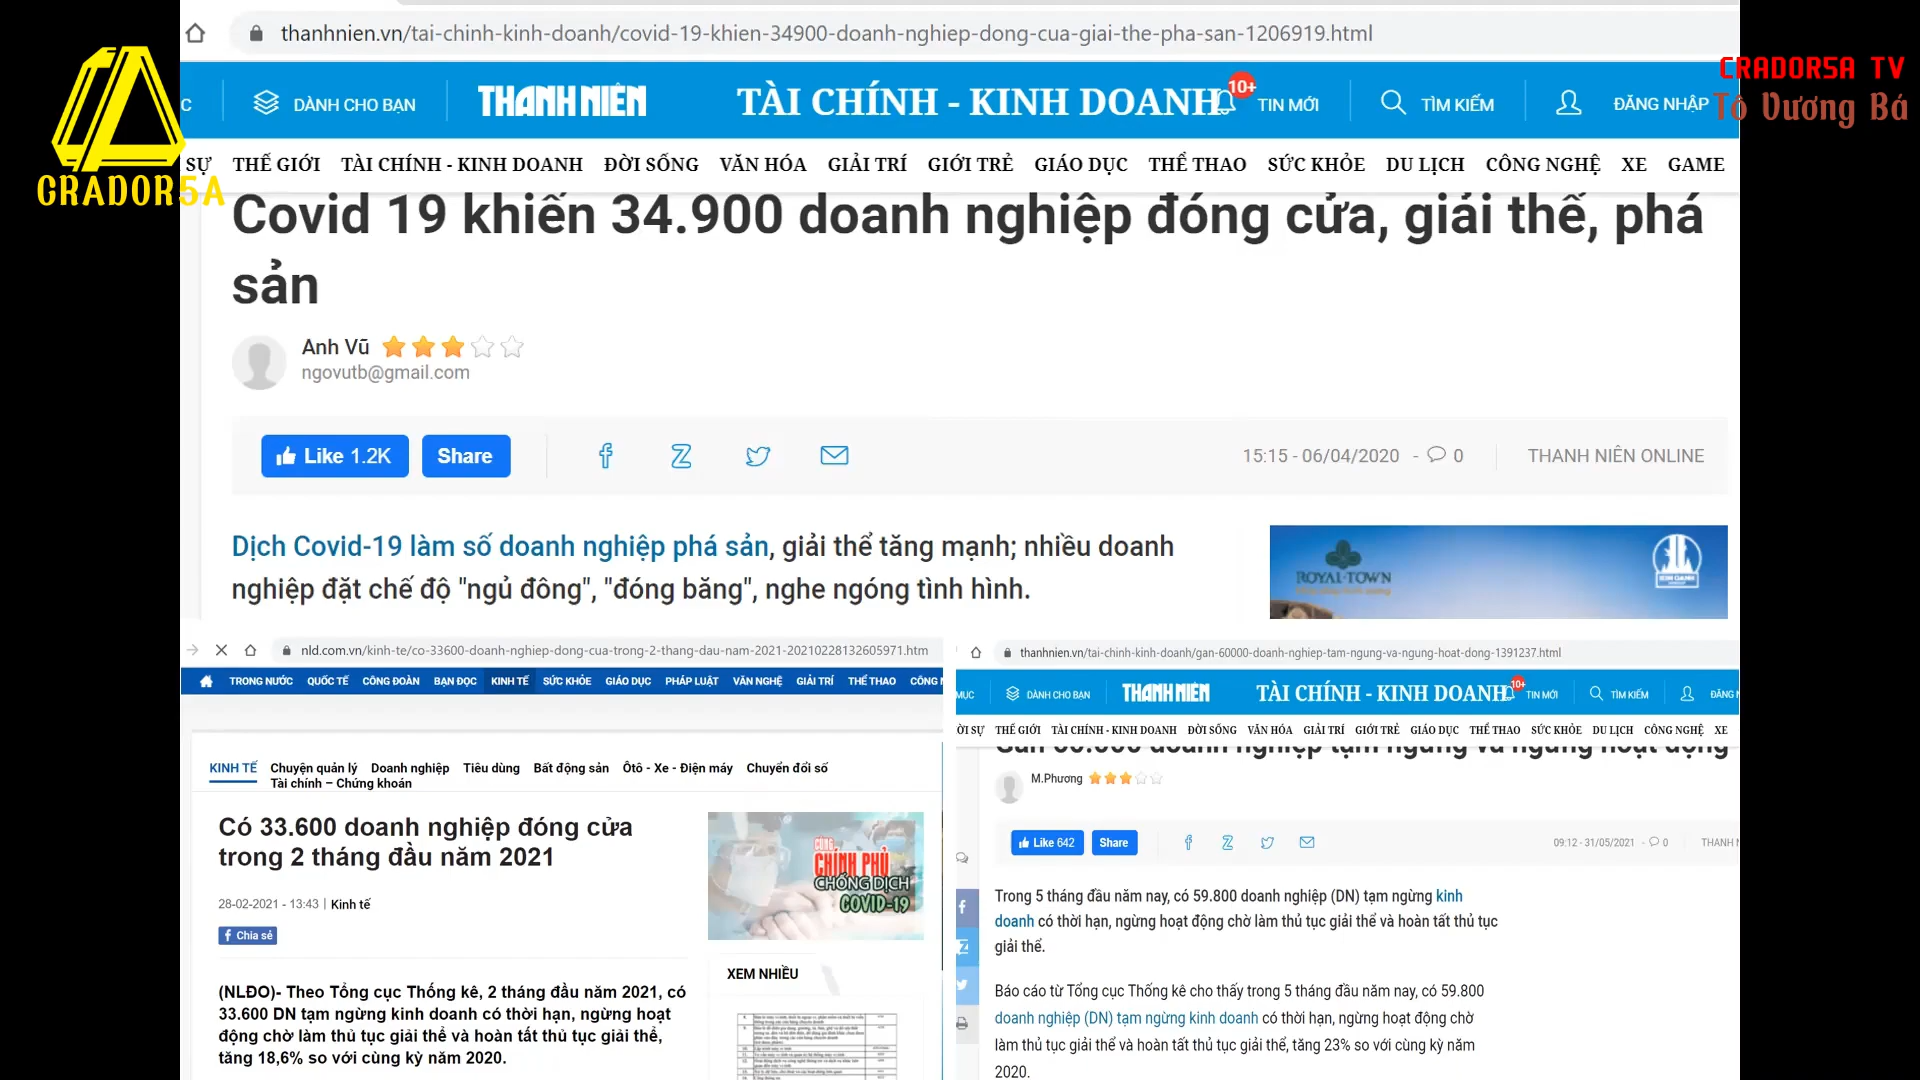 thanhnien.vn/tai-chinh-kinh-doanh/covid-19-khien-34900-doanh-nghiep-dong-cua-giai-the-pha-san-1206919.html
CRADOR5A TV
Tô Vương Bá
GRADOR5A
C
DÀNH CHO BẠN
THANH NIÊN
TÀI CHÍNH - KINH DOANH
10+
TIN MỚI
TÌM KIẾM
ĐĂNG NHẬP
SỰ THẾ GIỚI TÀI CHÍNH - KINH DOANH ĐỜI SỐNG VĂN HÓA GIẢI TRÍ GIỚI TRẺ GIÁO DỤC THỂ THAO SỨC KHỎE DU LỊCH CÔNG NGHỆ XE GAME
Covid 19 khiến 34.900 doanh nghiệp đóng cửa, giải thế, phá
sản
Anh Vũ
ngovutb@gmail.com
Like 1.2K
Share
15:15 - 06/04/2020 - 0
THANH NIÊN ONLINE
Dịch Covid-19 làm số doanh nghiệp phá sản, giải thể tăng mạnh; nhiều doanh
nghiệp đặt chế độ "ngủ đông", "đóng băng", nghe ngóng tình hình.
ROYAL TOWN
KIM OANH
nld.com.vn/kinh-te/co-33600-doanh-nghiep-dong-cua-trong-2-thang-dau-nam-2021-20210228132605971.htm
TRONG NƯỚC QUỐC TẾ CÔNG ĐOÀN BẠN ĐỌC KINH TẾ SỨC KHỎE GIÁO DỤC PHÁP LUẬT VĂN NGHỆ GIẢI TRÍ THỂ THAO CÔNG N
KINH TẾ Chuyện quản lý Doanh nghiệp Tiêu dùng Bất động sản Ôtô - Xe - Điện máy Chuyển đổi số
Tài chính – Chứng khoán
Có 33.600 doanh nghiệp đóng cửa
trong 2 tháng đầu năm 2021
28-02-2021 - 13:43 | Kinh tế
Chia sẻ
(NLĐO)- Theo Tổng cục Thống kê, 2 tháng đầu năm 2021, có
33.600 DN tạm ngừng kinh doanh có thời hạn, ngừng hoạt
động chờ làm thủ tục giải thể và hoàn tất thủ tục giải thể,
tăng 18,6% so với cùng kỳ năm 2020.
CÙNG
CHÍNH PHỦ
CHỐNG DỊCH
COVID-19
XEM NHIỀU
thanhnien.vn/tai-chinh-kinh-doanh/gan-60000-doanh-nghiep-tam-ngung-va-ngung-hoat-dong-1391237.html
MỤC
DÀNH CHO BẠN
THANH NIÊN
TÀI CHÍNH - KINH DOANH
10+
TIN MỚI
TÌM KIẾM
ĐĂNG N
ỜI SỰ THẾ GIỚI TÀI CHÍNH - KINH DOANH ĐỜI SỐNG VĂN HÓA GIẢI TRÍ GIỚI TRẺ GIÁO DỤC THỂ THAO SỨC KHỎE DU LỊCH CÔNG NGHỆ XE
Gần 60.000 doanh nghiệp tạm ngưng và ngưng hoạt động
M.Phương
Like 642
Share
09:12 - 31/05/2021 - 0
THANH N
Trong 5 tháng đầu năm nay, có 59.800 doanh nghiệp (DN) tạm ngừng kinh
doanh có thời hạn, ngừng hoạt động chờ làm thủ tục giải thể và hoàn tất thủ tục
giải thể.
Báo cáo từ Tổng cục Thống kê cho thấy trong 5 tháng đầu năm nay, có 59.800
doanh nghiệp (DN) tạm ngừng kinh doanh có thời hạn, ngừng hoạt động chờ
làm thủ tục giải thể và hoàn tất thủ tục giải thể, tăng 23% so với cùng kỳ năm
2020.